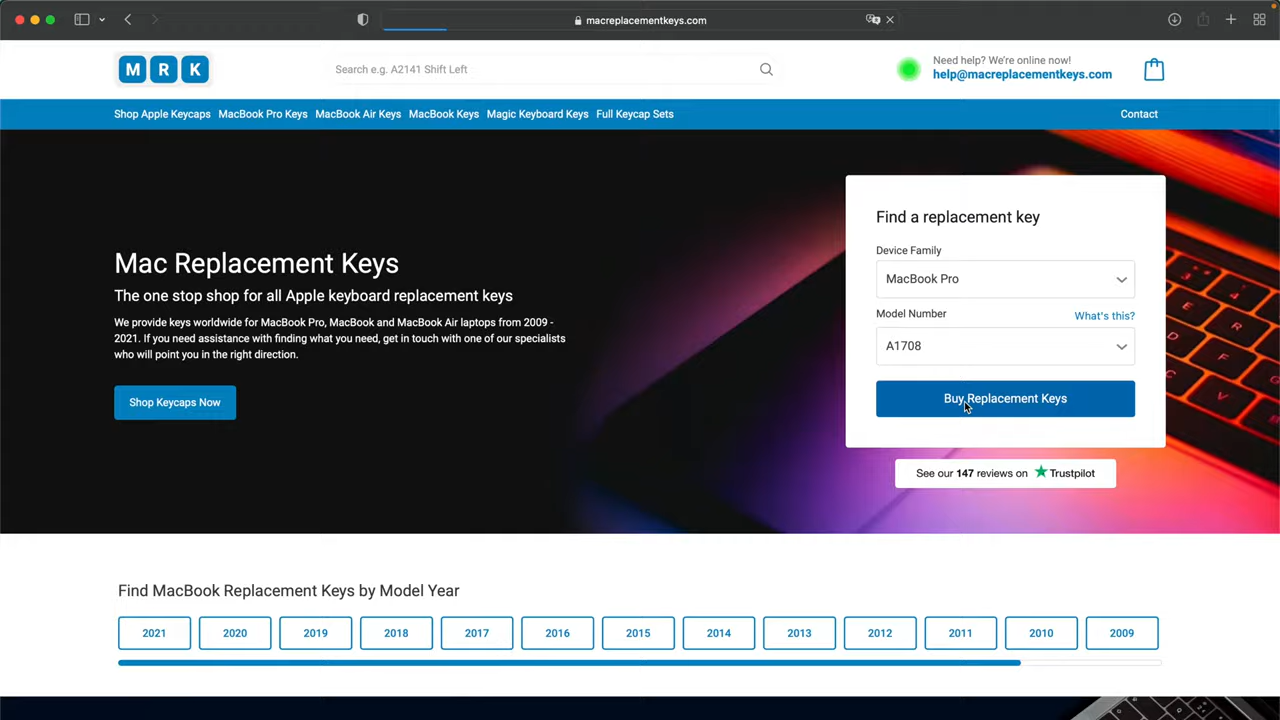 macreplacementkeys.com
M R K
Search e.g. A2141 Shift Left
Need help? We're online now!
help@macreplacementkeys.com
Shop Apple Keycaps MacBook Pro Keys MacBook Air Keys MacBook Keys Magic Keyboard Keys Full Keycap Sets Contact
Mac Replacement Keys
The one stop shop for all Apple keyboard replacement keys
We provide keys worldwide for MacBook Pro, MacBook and MacBook Air laptops from 2009 -
2021. If you need assistance with finding what you need, get in touch with one of our specialists
who will point you in the right direction.
Shop Keycaps Now
Find a replacement key
Device Family
MacBook Pro
Model Number What's this?
A1708
Buy Replacement Keys
See our 147 reviews on Trustpilot
Find MacBook Replacement Keys by Model Year
2021 2020 2019 2018 2017 2016 2015 2014 2013 2012 2011 2010 2009